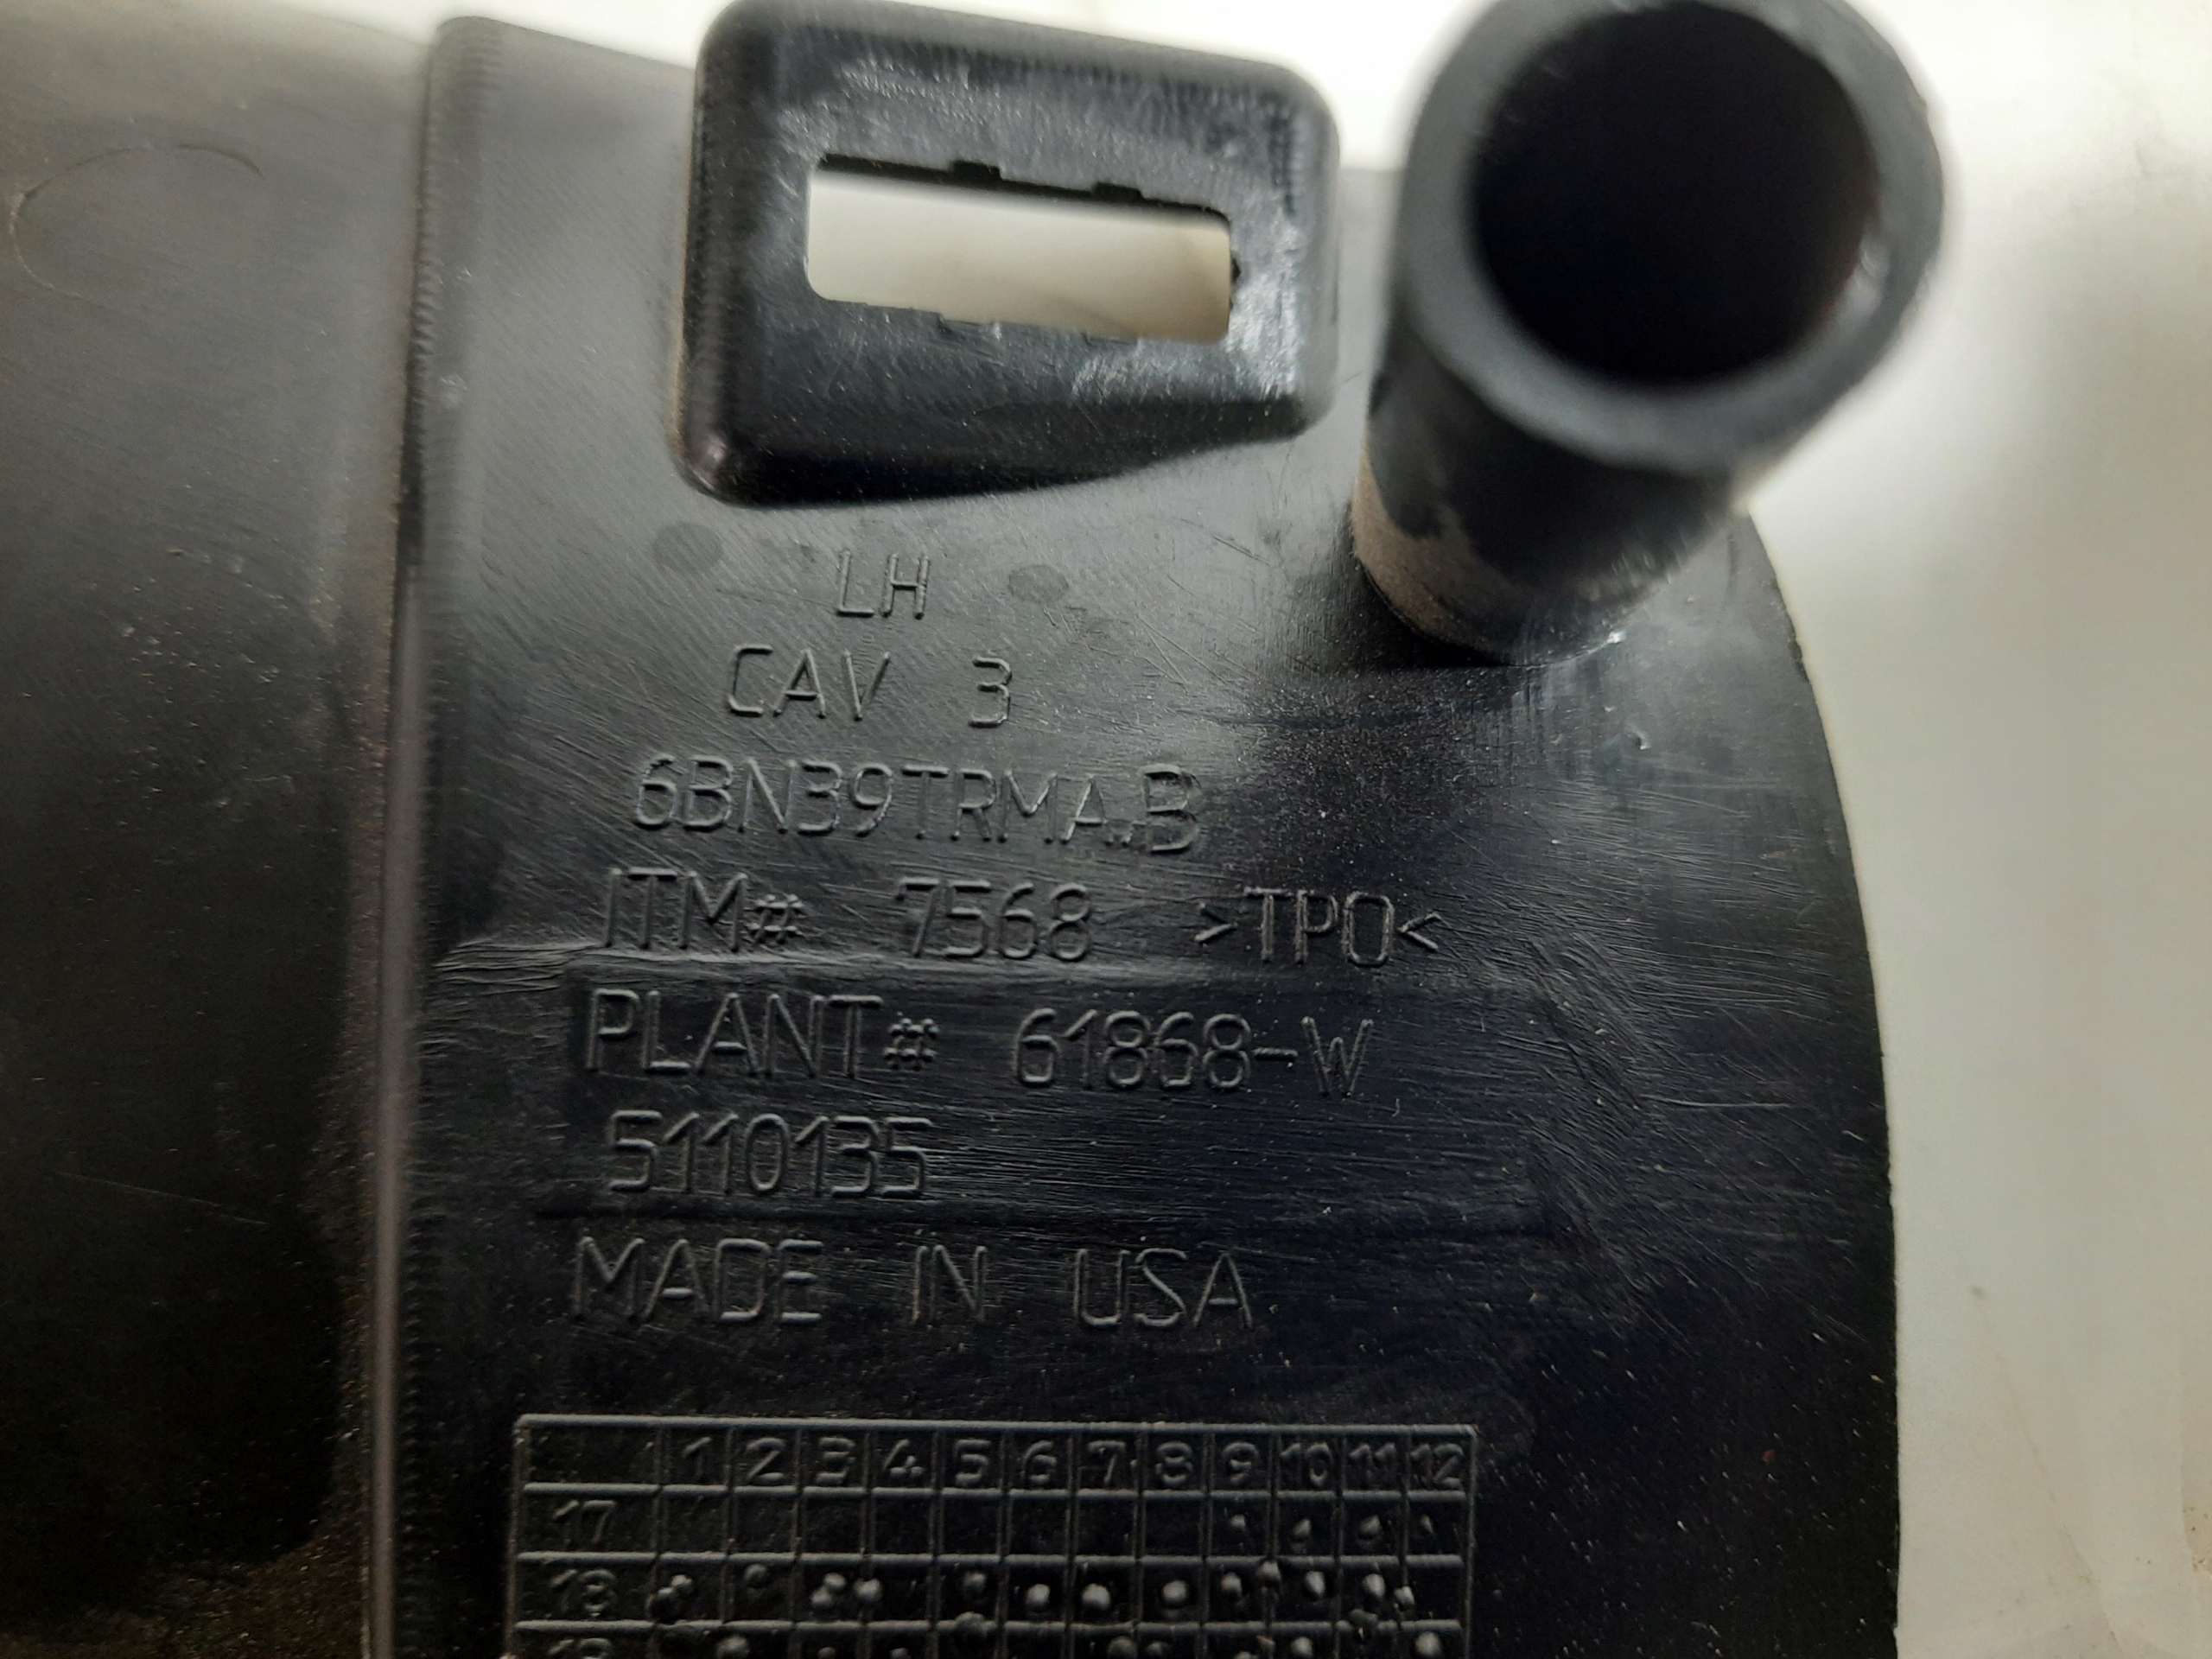 LH
CAV 3
6BN39TRMA..B
ITM# 7568 >TPO<
PLANT# 61868-W
5110135
MADE IN USA
1 2 3 4 5 6 7 8 9 10 11 12
17
18